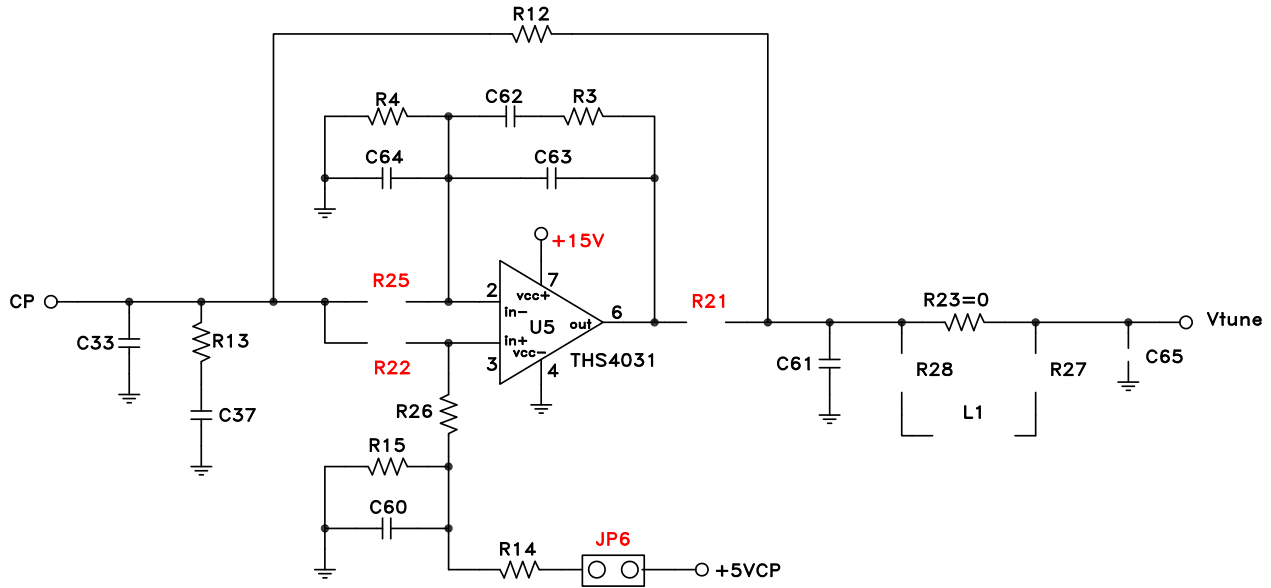 R12
R4
C62
R3
C64
C63
+15V
7
vcc+
CP
R25
2
in-
U5
out
6
R21
R23=0
Vtune
C33
R13
in+
vcc-
3
4
THS4031
R22
C61
R28
R27
C65
C37
R26
L1
R15
C60
R14
JP6
+5VCP